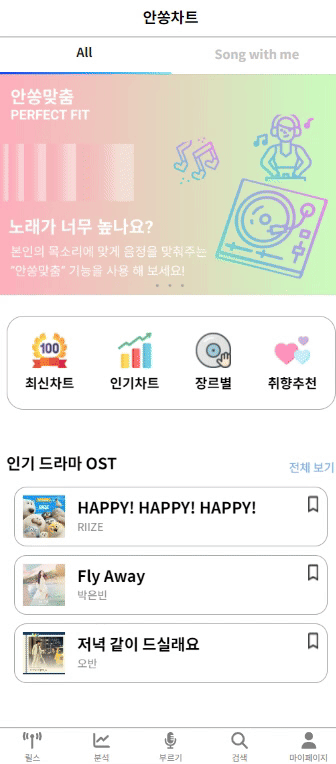 안쏭차트
All
Song with me
안쏭맞춤
PERFECT FIT
노래가 너무 높나요?
본인의 목소리에 맞게 음정을 맞춰주는
"안쏭맞춤" 기능을 사용 해 보세요!
100
최신차트
인기차트
장르별
취향추천
인기 드라마 OST
전체 보기
HAPPY! HAPPY! HAPPY!
RIIZE
Fly Away
박은빈
저녁 같이 드실래요
오반
릴스
분석
부르기
검색
마이페이지